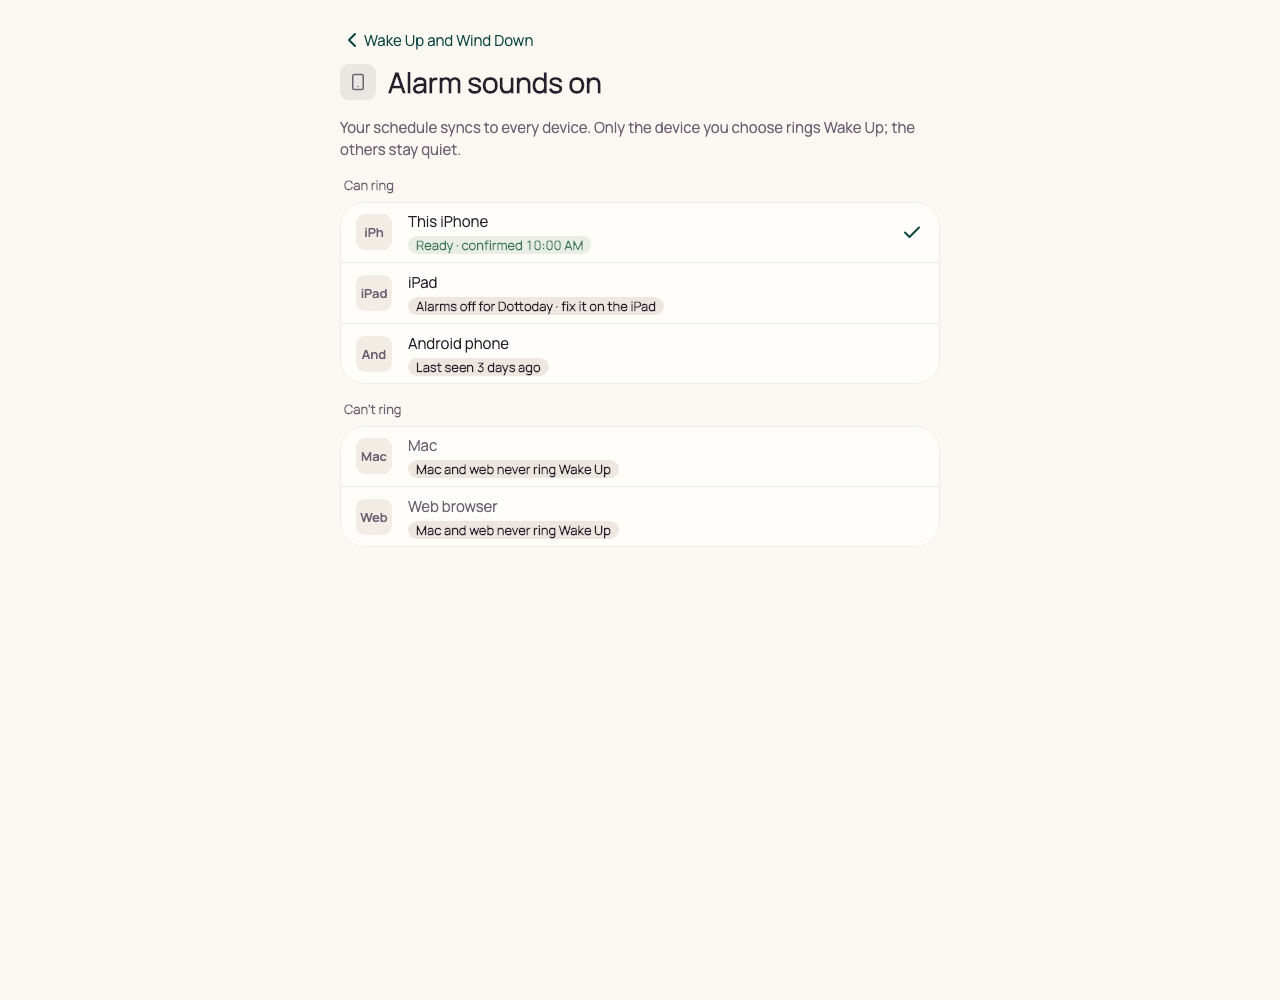 Wake Up and Wind Down
Alarm sounds on
Your schedule syncs to every device. Only the device you choose rings Wake Up; the
others stay quiet.
Can ring
iPh
This iPhone
Ready · confirmed 10:00 AM
iPad
iPad
Alarms off for Dottoday · fix it on the iPad
And
Android phone
Last seen 3 days ago
Can't ring
Mac
Mac
Mac and web never ring Wake Up
Web
Web browser
Mac and web never ring Wake Up